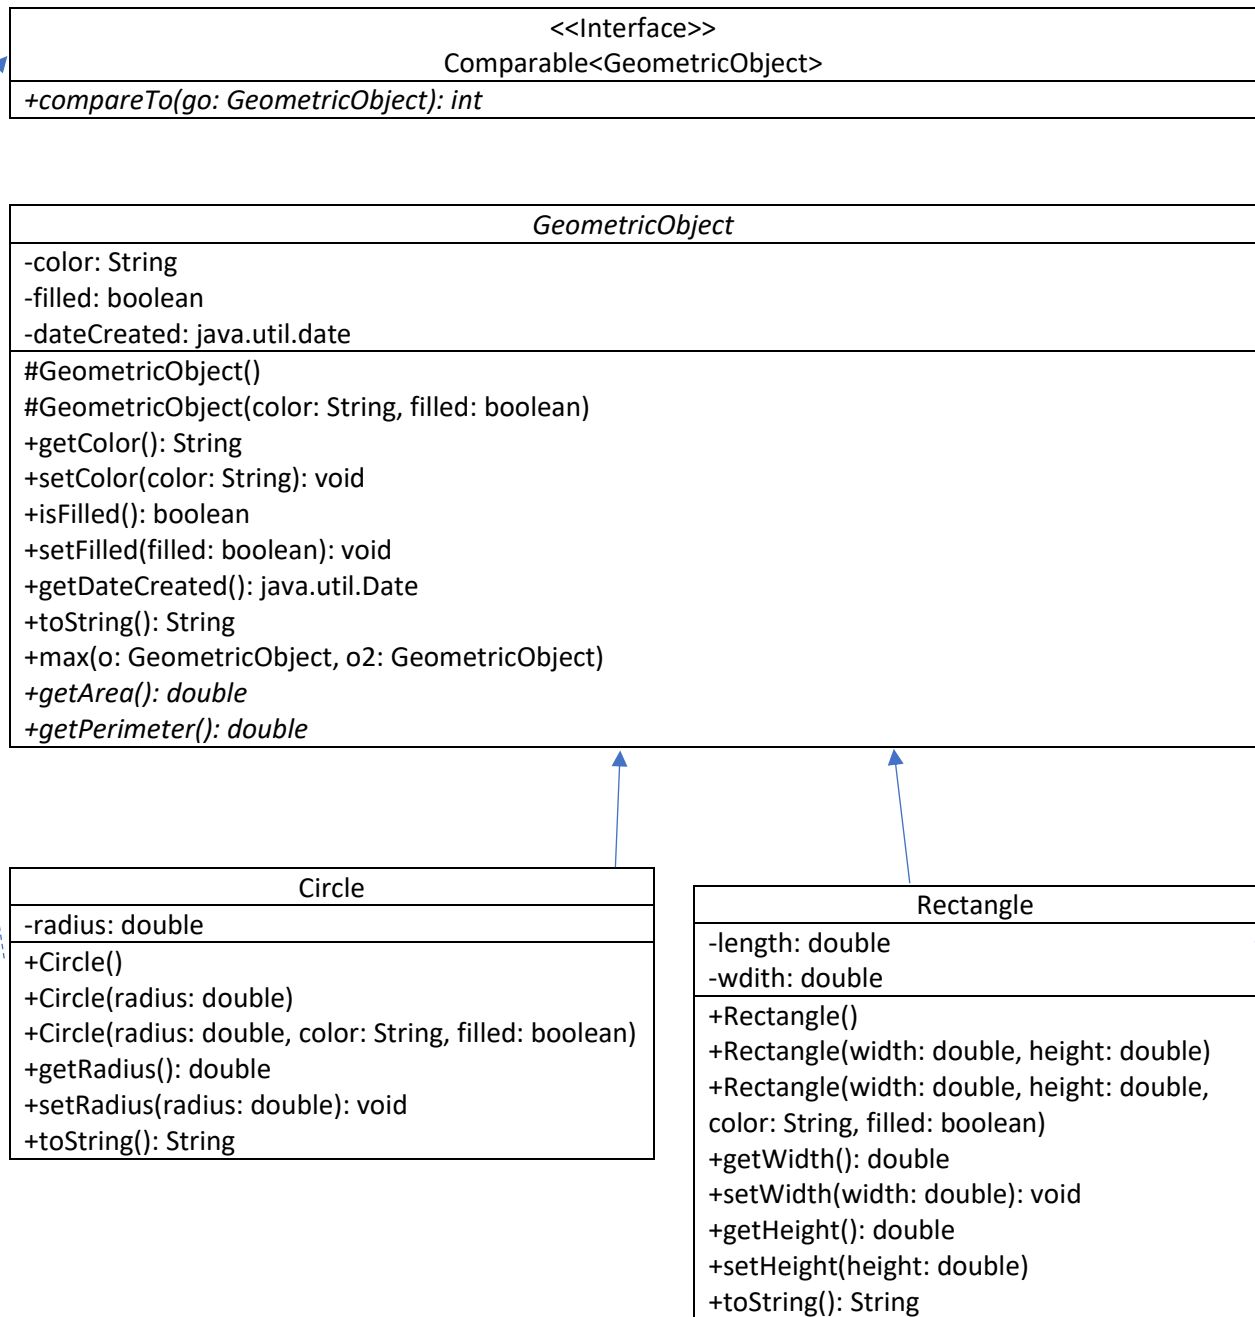 <<Interface>>
Comparable<GeometricObject>
+compareTo(go: GeometricObject): int
GeometricObject
-color: String
-filled: boolean
-dateCreated: java.util.date
#GeometricObject()
#GeometricObject(color: String, filled: boolean)
+getColor(): String
+setColor(color: String): void
+isFilled(): boolean
+setFilled(filled: boolean): void
+getDateCreated(): java.util.Date
+toString(): String
+max(o: GeometricObject, o2: GeometricObject)
+getArea(): double
+getPerimeter(): double
Circle
-radius: double
+Circle()
+Circle(radius: double)
+Circle(radius: double, color: String, filled: boolean)
+getRadius(): double
+setRadius(radius: double): void
+toString(): String
Rectangle
-length: double
-wdith: double
+Rectangle()
+Rectangle(width: double, height: double)
+Rectangle(width: double, height: double,
color: String, filled: boolean)
+getWidth(): double
+setWidth(width: double): void
+getHeight(): double
+setHeight(height: double)
+toString(): String